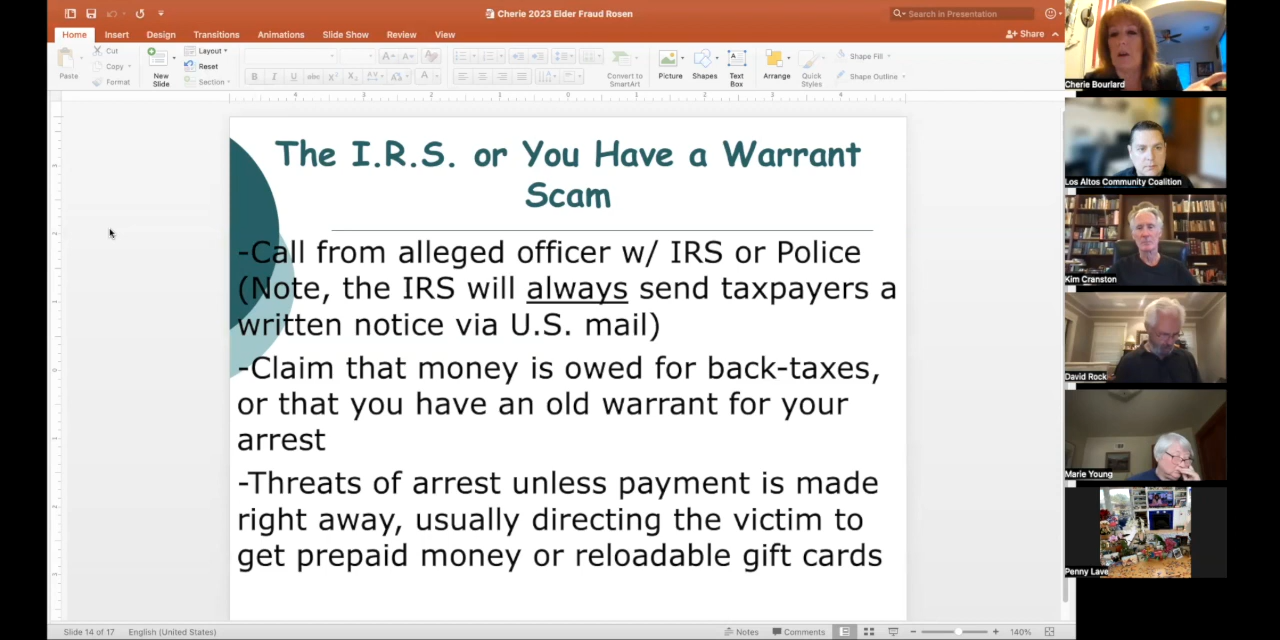 Cherie 2023 Elder Fraud Rosen
Search in Presentation
Home Insert Design Transitions Animations Slide Show Review View
Share
Paste
Cut
Copy
Format
New Slide
Layout
Reset
Section
Convert to SmartArt
Picture
Shapes
Text Box
Arrange
Quick Styles
Shape Fill
Shape Outline
The I.R.S. or You Have a Warrant
Scam
-Call from alleged officer w/ IRS or Police
(Note, the IRS will always send taxpayers a
written notice via U.S. mail)
-Claim that money is owed for back-taxes,
or that you have an old warrant for your
arrest
-Threats of arrest unless payment is made
right away, usually directing the victim to
get prepaid money or reloadable gift cards
Slide 14 of 17 English (United States)
Notes Comments 140%
Cherie Bourlard
Los Altos Community Coalition
Kim Cranston
David Rock
Marie Young
Penny Lave